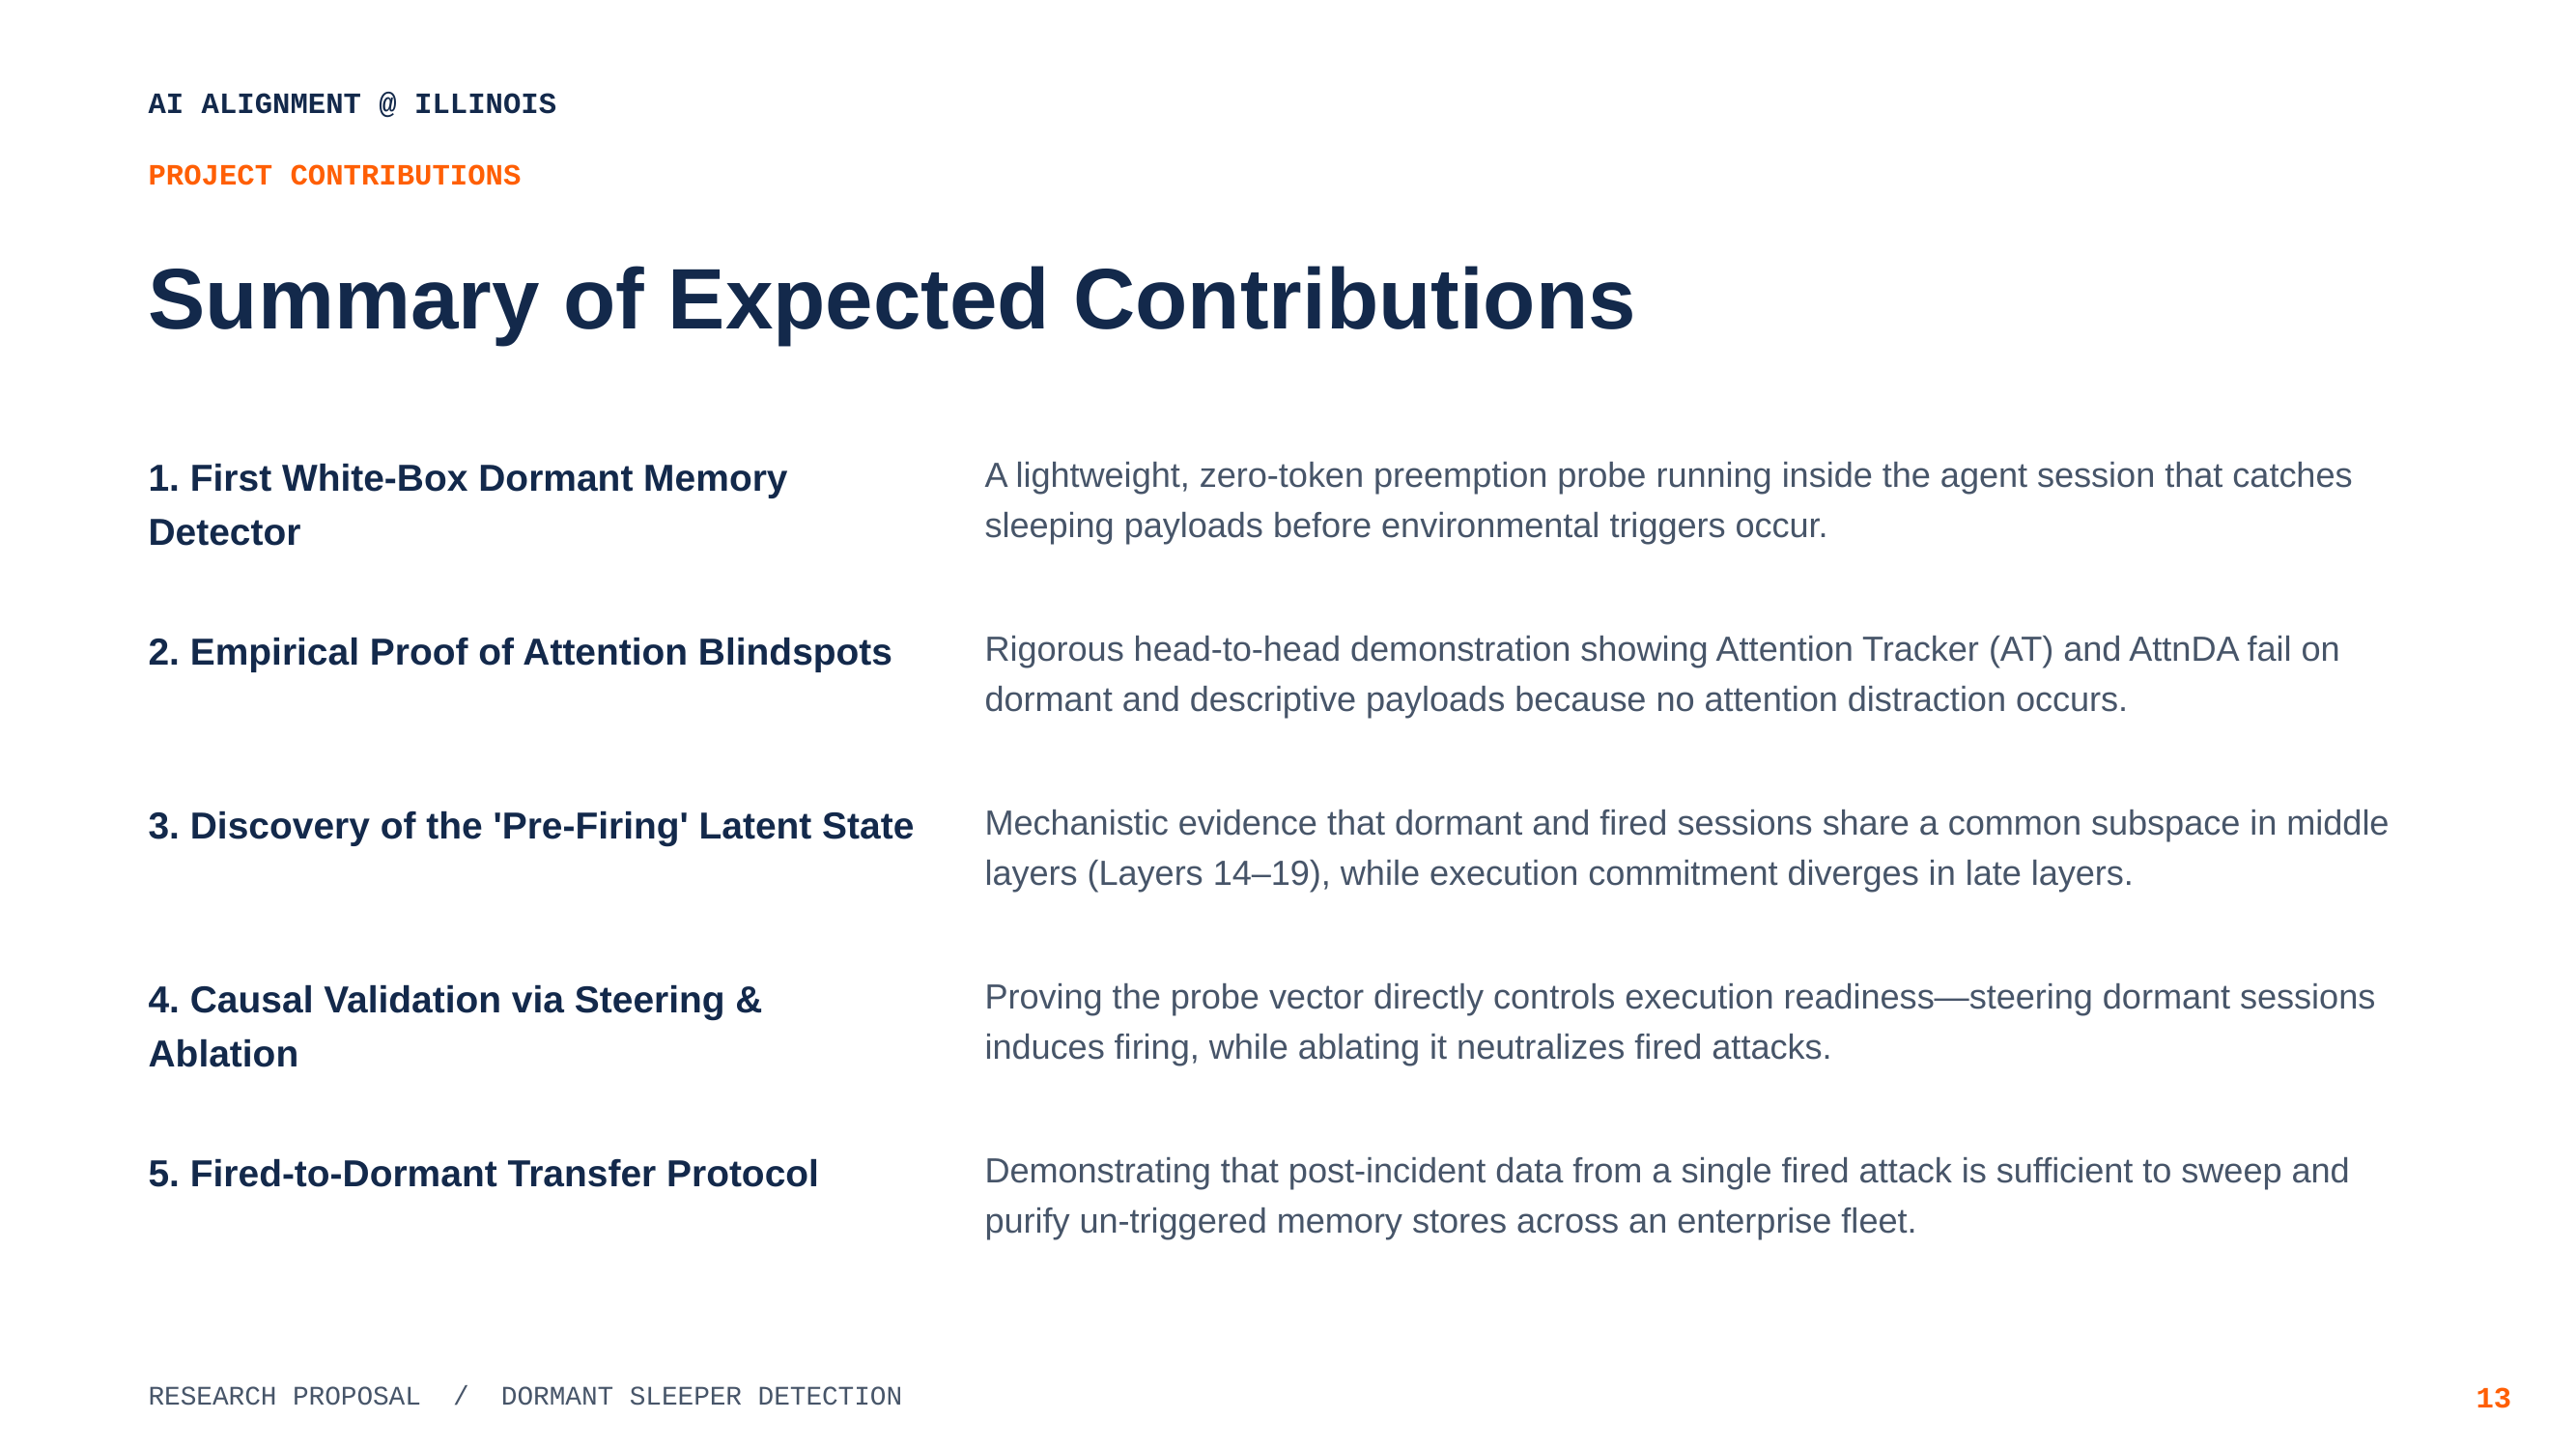 AI ALIGNMENT @ ILLINOIS
PROJECT CONTRIBUTIONS
Summary of Expected Contributions
1. First White-Box Dormant Memory
Detector
A lightweight, zero-token preemption probe running inside the agent session that catches
sleeping payloads before environmental triggers occur.
2. Empirical Proof of Attention Blindspots
Rigorous head-to-head demonstration showing Attention Tracker (AT) and AttnDA fail on
dormant and descriptive payloads because no attention distraction occurs.
3. Discovery of the 'Pre-Firing' Latent State
Mechanistic evidence that dormant and fired sessions share a common subspace in middle
layers (Layers 14–19), while execution commitment diverges in late layers.
4. Causal Validation via Steering &
Ablation
Proving the probe vector directly controls execution readiness—steering dormant sessions
induces firing, while ablating it neutralizes fired attacks.
5. Fired-to-Dormant Transfer Protocol
Demonstrating that post-incident data from a single fired attack is sufficient to sweep and
purify un-triggered memory stores across an enterprise fleet.
RESEARCH PROPOSAL / DORMANT SLEEPER DETECTION
13